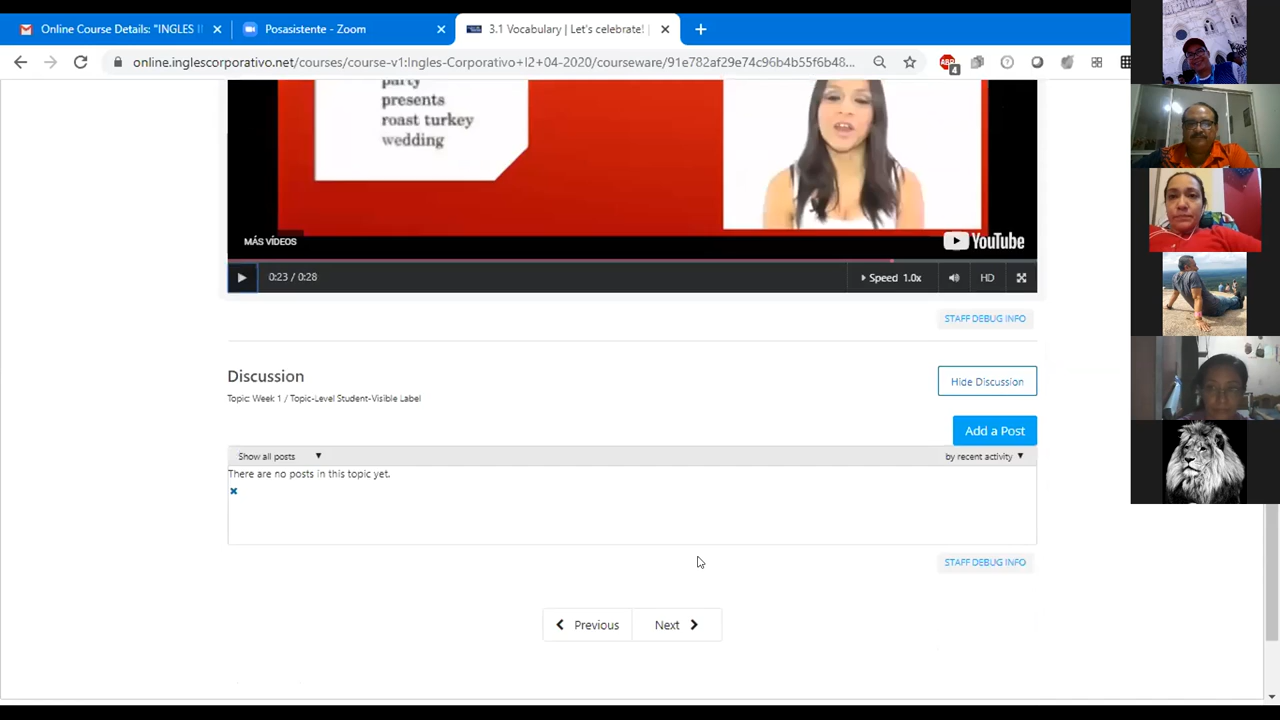 Online Course Details: "INGLES II
Posasistente - Zoom
3.1 Vocabulary | Let's celebrate!
online.inglescorporativo.net/courses/course-v1:Ingles-Corporativo+I2+04-2020/courseware/91e782af29e74c96b4b55f6b48...
ABP
4
party
presents
roast turkey
wedding
MÁS VÍDEOS
YouTube
0:23 / 0:28
Speed 1.0x
HD
STAFF DEBUG INFO
Discussion
Hide Discussion
Topic: Week 1 / Topic-Level Student-Visible Label
Add a Post
Show all posts
by recent activity
There are no posts in this topic yet.
STAFF DEBUG INFO
Previous
Next